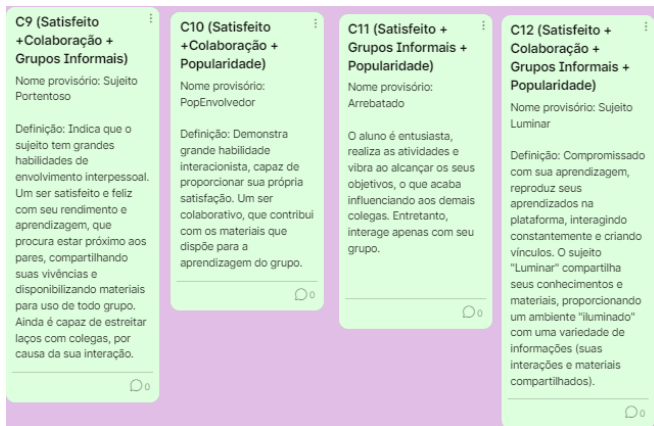 C9 (Satisfeito
+Colaboração +
Grupos Informais)
Nome provisório: Sujeito
Portentoso
Definição: Indica que o
sujeito tem grandes
habilidades de
envolvimento interpessoal.
Um ser satisfeito e feliz
com seu rendimento e
aprendizagem, que
procura estar próximo aos
pares, compartilhando
suas vivências e
disponibilizando materiais
para uso de todo grupo.
Ainda é capaz de estreitar
laços com colegas, por
causa da sua interação.
0
C10 (Satisfeito
+Colaboração +
Popularidade)
Nome provisório:
PopEnvolvedor
Definição: Demonstra
grande habilidade
interacionista, capaz de
proporcionar sua própria
satisfação. Um ser
colaborativo, que contribui
com os materiais que
dispõe para a
aprendizagem do grupo.
0
C11 (Satisfeito +
Grupos Informais +
Popularidade)
Nome provisório:
Arrebatado
O aluno é entusiasta,
realiza as atividades e
vibra ao alcançar os seus
objetivos, o que acaba
influenciando aos demais
colegas. Entretanto,
interage apenas com seu
grupo.
0
C12 (Satisfeito +
Colaboração +
Grupos Informais +
Popularidade)
Nome provisório: Sujeito
Luminar
Definição: Compromissado
com sua aprendizagem,
reproduz seus
aprendizados na
plataforma, interagindo
constantemente e criando
vínculos. O sujeito
"Luminar" compartilha
seus conhecimentos e
materiais, proporcionando
um ambiente "iluminado"
com uma variedade de
informações (suas
interações e materiais
compartilhados).
0